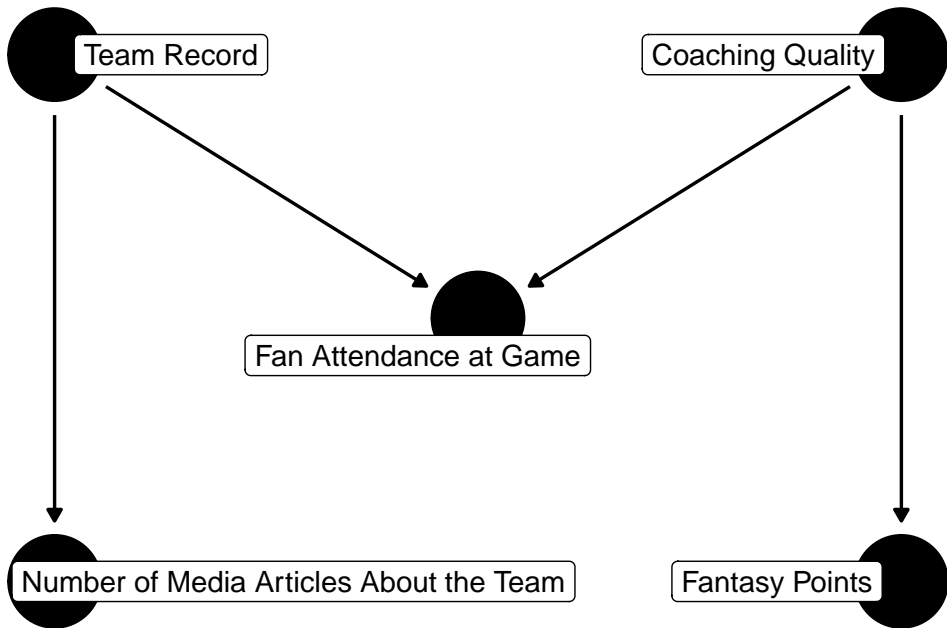 Team Record
Coaching Quality
Fan Attendance at Game
Number of Media Articles About the Team
Fantasy Points